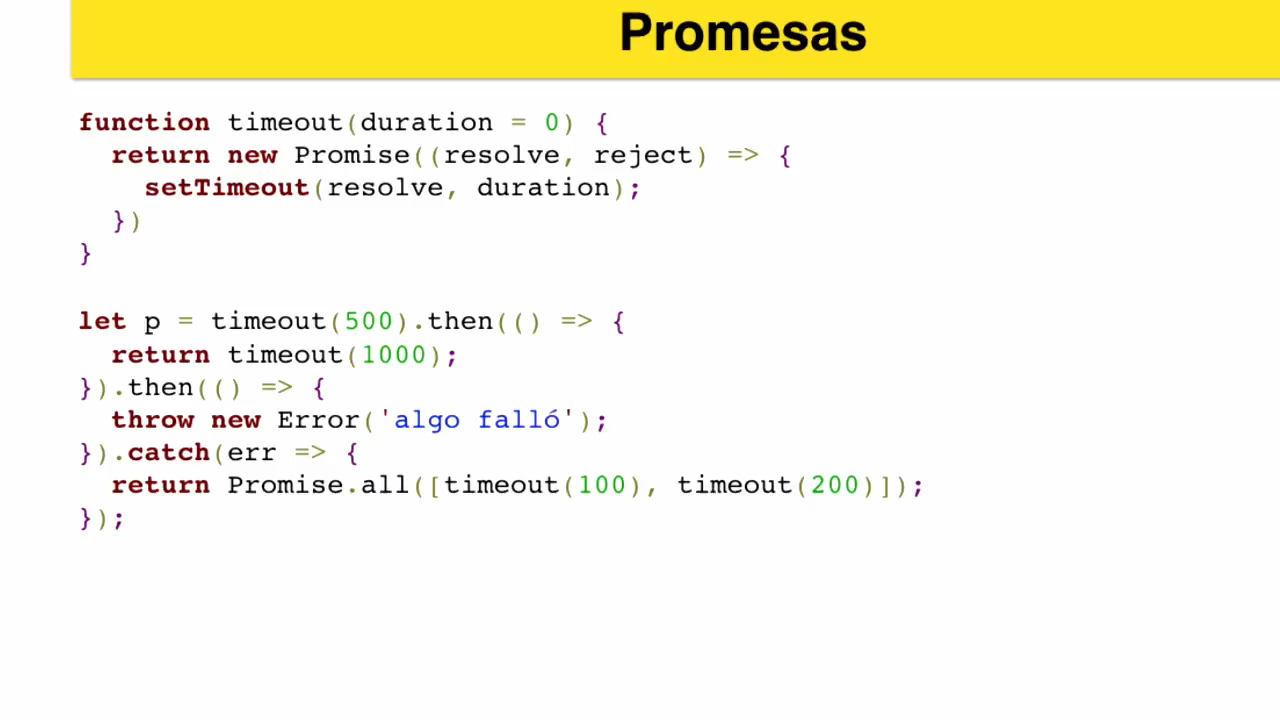 Promesas
function timeout(duration = 0) {
  return new Promise((resolve, reject) => {
    setTimeout(resolve, duration);
  })
}
let p = timeout(500).then(() => {
  return timeout(1000);
}).then(() => {
  throw new Error('algo falló');
}).catch(err => {
  return Promise.all([timeout(100), timeout(200)]);
});